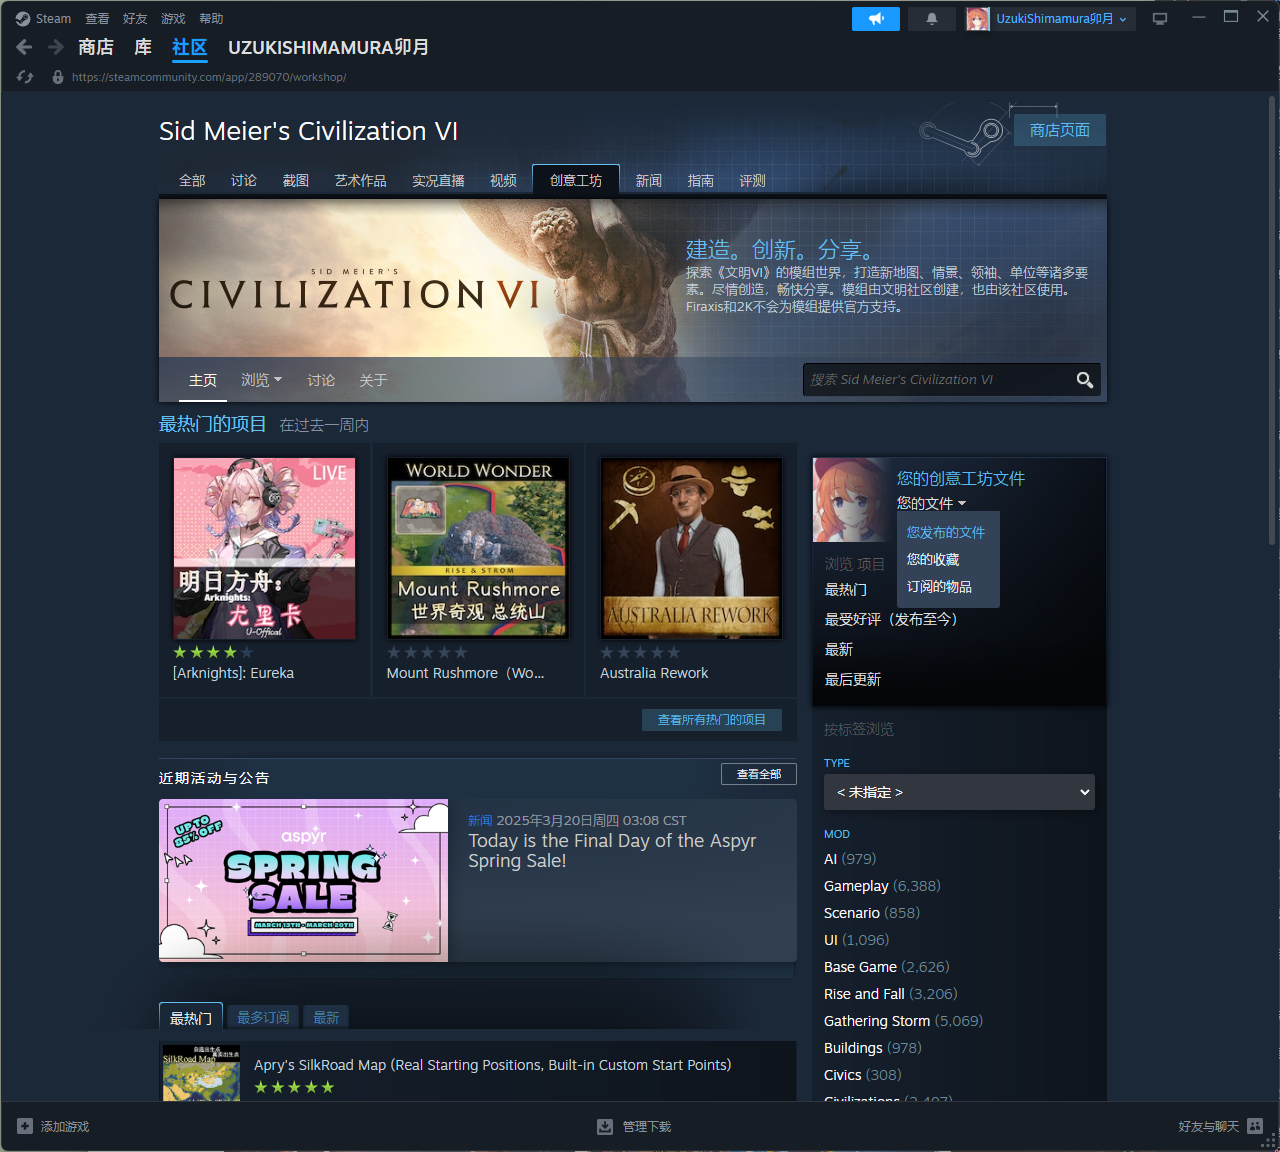 Steam 查看 好友 游戏 帮助
UzukiShimamura卯月
商店 库 社区 UZUKISHIMAMURA卯月
https://steamcommunity.com/app/289070/workshop/
Sid Meier's Civilization VI
商店页面
全部 讨论 截图 艺术作品 实况直播 视频 创意工坊 新闻 指南 评测
SID MEIER'S
CIVILIZATION VI
建造。创新。分享。
探索《文明VI》的模组世界，打造新地图、情景、领袖、单位等诸多要
素。尽情创造，畅快分享。模组由文明社区创建，也由该社区使用。
Firaxis和2K不会为模组提供官方支持。
主页 浏览 讨论 关于
搜索 Sid Meier's Civilization VI
最热门的项目 在过去一周内
LIVE
明日方舟：
Arknights:
尤里卡
U-Offical
[Arknights]: Eureka
WORLD WONDER
RISE & STROM
Mount Rushmore
世界奇观 总统山
Mount Rushmore（Wo...
AUSTRALIA REWORK
Australia Rework
查看所有热门的项目
您的创意工坊文件
您的文件
您发布的文件
您的收藏
订阅的物品
浏览 项目
最热门
最受好评（发布至今）
最新
最后更新
按标签浏览
TYPE
< 未指定 >
MOD
AI (979)
Gameplay (6,388)
Scenario (858)
UI (1,096)
Base Game (2,626)
Rise and Fall (3,206)
Gathering Storm (5,069)
Buildings (978)
Civics (308)
Civilizations (2,407)
近期活动与公告
查看全部
UP TO
85% OFF
aspyr
SPRING
SALE
MARCH 13TH - MARCH 20TH
新闻 2025年3月20日周四 03:08 CST
Today is the Final Day of the Aspyr
Spring Sale!
最热门 最多订阅 最新
SilkRoad Map
Apry's SilkRoad Map (Real Starting Positions, Built-in Custom Start Points)
添加游戏
管理下载
好友与聊天